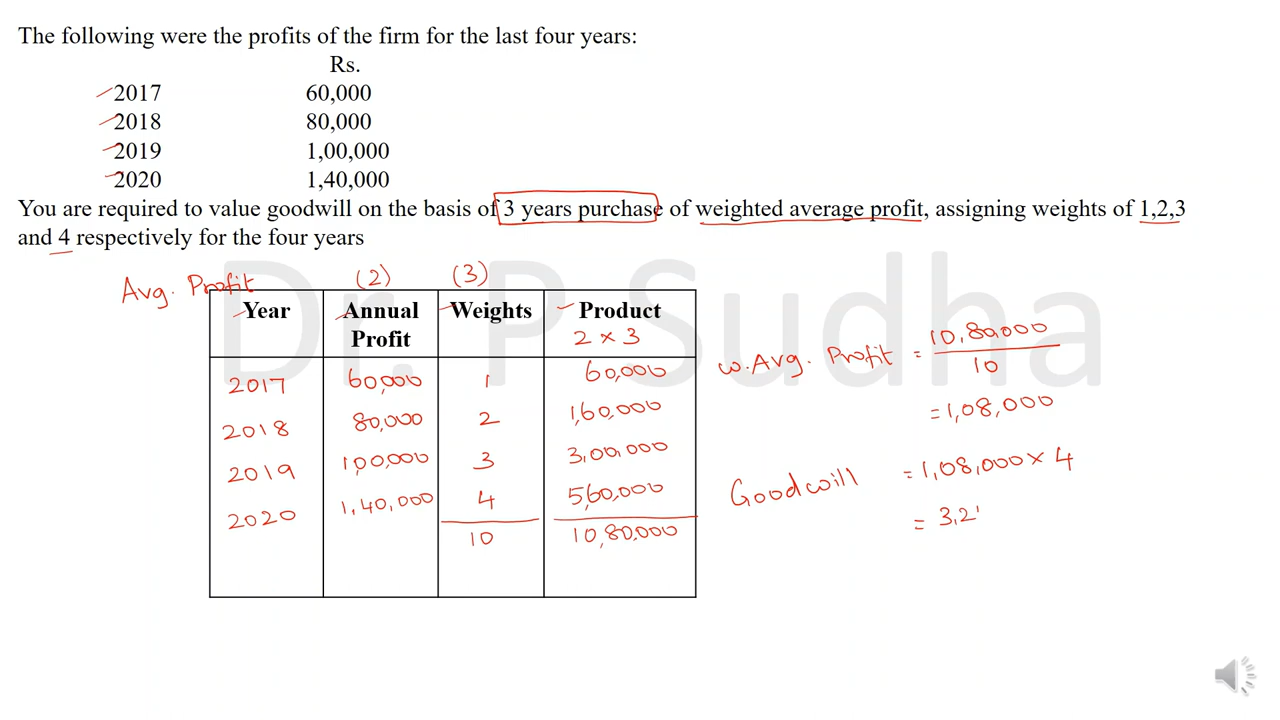 The following were the profits of the firm for the last four years:
Rs.
2017 60,000
2018 80,000
2019 1,00,000
2020 1,40,000
You are required to value goodwill on the basis of 3 years purchase of weighted average profit, assigning weights of 1,2,3
and 4 respectively for the four years
Dr. P Sudha
Avg. Profit (2) (3)
Year Annual Profit Weights Product 2 × 3
2017 60,000 1 60,000
2018 80,000 2 1,60,000
2019 1,00,000 3 3,00,000
2020 1,40,000 4 5,60,000
10 10,80,000
W. Avg. Profit = 10,80,000 / 10
= 1,08,000
Goodwill = 1,08,000 × 4
= 3,2